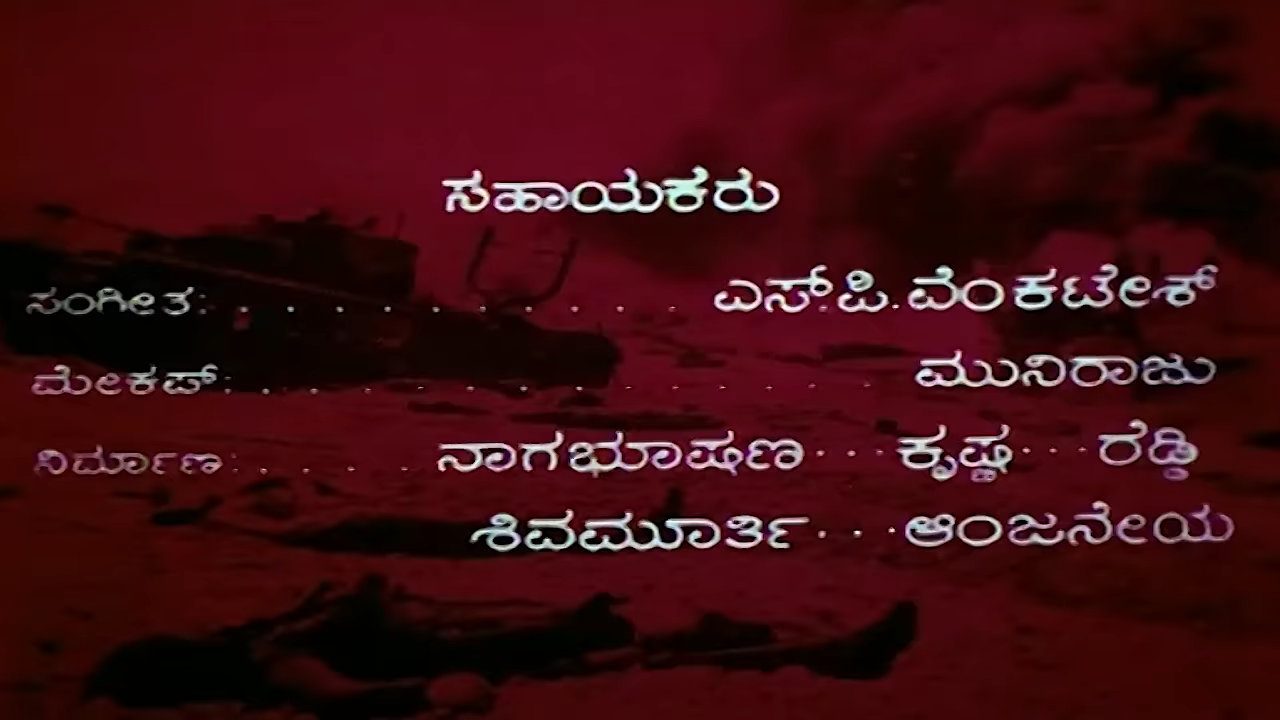 ಸಹಾಯಕರು
ಸಂಗೀತ: . . . . . . . . . . ಎಸ್.ಪಿ.ವೆಂಕಟೇಶ್
ಮೇಕಪ್: . . . . . . . . . . . . . . ಮುನಿರಾಜು
ನಿರ್ಮಾಣ: . . . . ನಾಗಭೂಷಣ... ಕೃಷ್ಣ... ರೆಡ್ಡಿ
ಶಿವಮೂರ್ತಿ... ಆಂಜನೇಯ